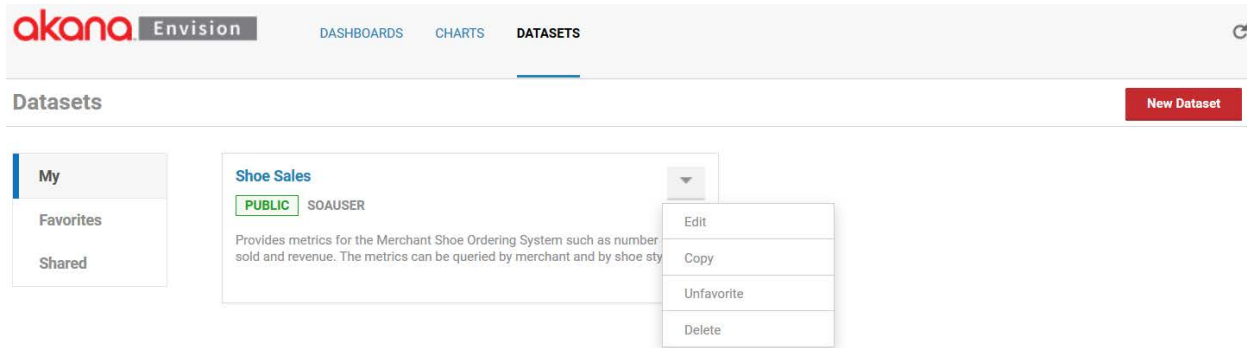 akana Envision
DASHBOARDS CHARTS DATASETS
Datasets
New Dataset
My
Favorites
Shared
Shoe Sales
PUBLIC SOAUSER
Provides metrics for the Merchant Shoe Ordering System such as number
sold and revenue. The metrics can be queried by merchant and by shoe sty
Edit
Copy
Unfavorite
Delete